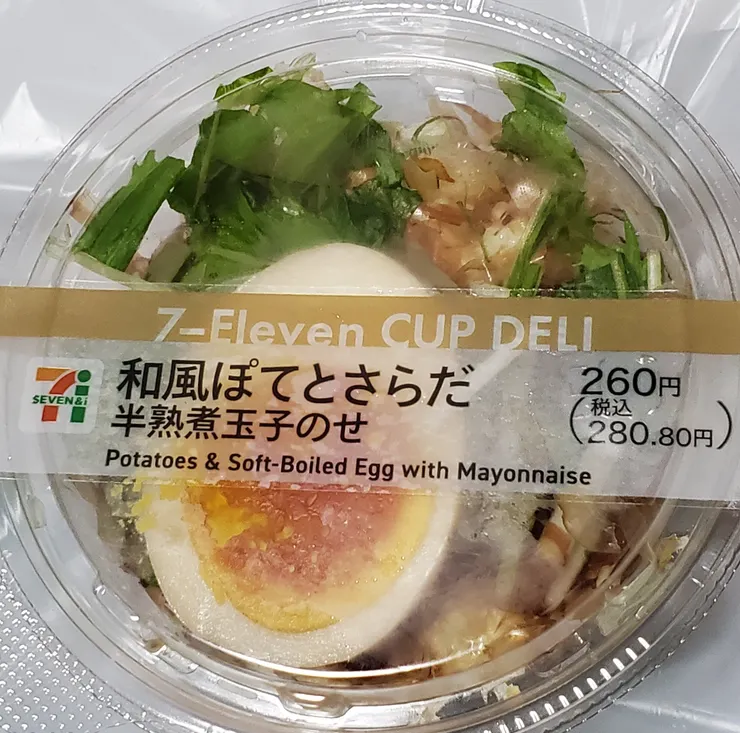 7-Eleven CUP DELI
SEVEN&i
和風ぽてとさらだ
半熟煮玉子のせ
260円
(税込
280.80円)
Potatoes & Soft-Boiled Egg with Mayonnaise